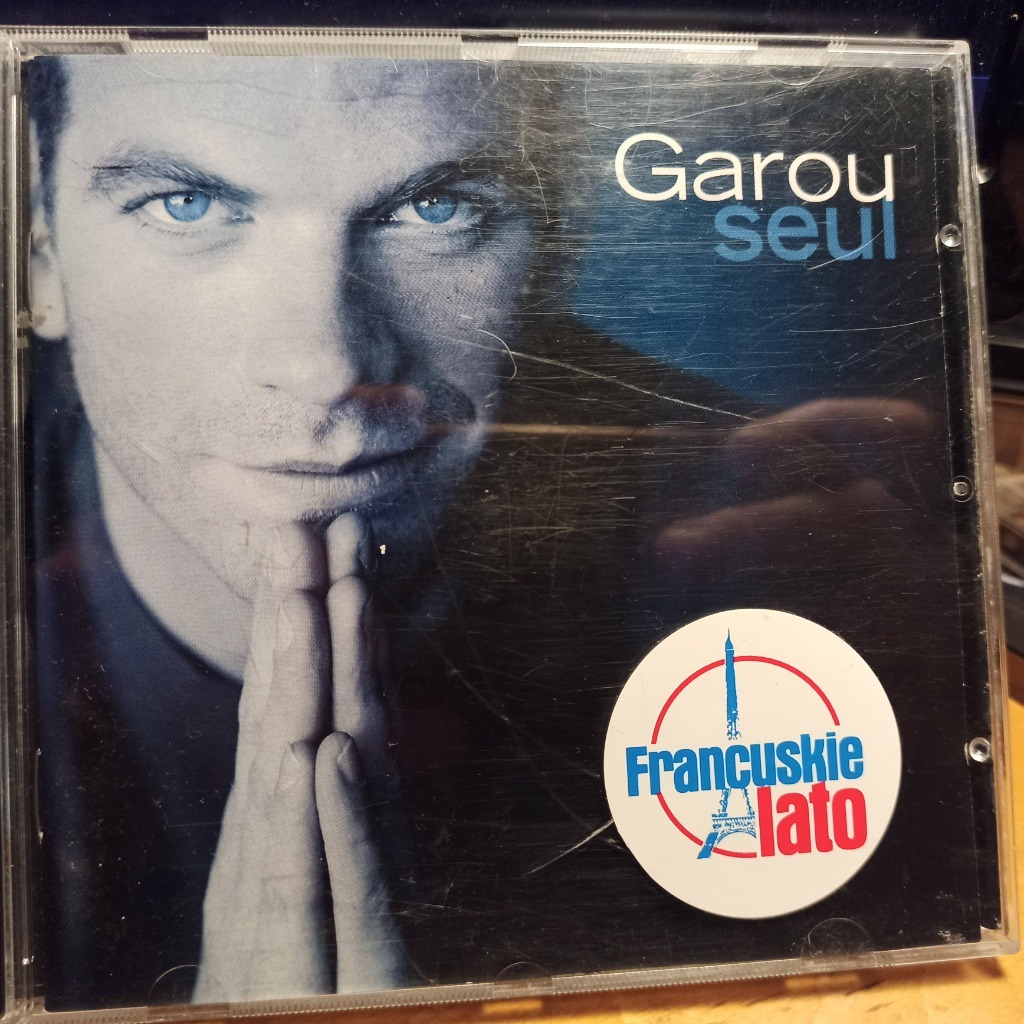 Garou
seul
Francuskie
lato